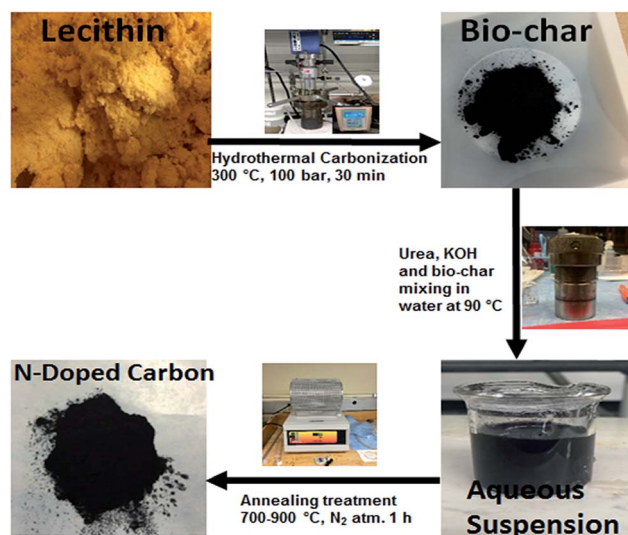 Lecithin
Bio-char
Hydrothermal Carbonization
300 °C, 100 bar, 30 min
Urea, KOH
and bio-char
mixing in
water at 90 °C
N-Doped Carbon
Annealing treatment
700-900 °C, N₂ atm. 1 h
Aqueous
Suspension